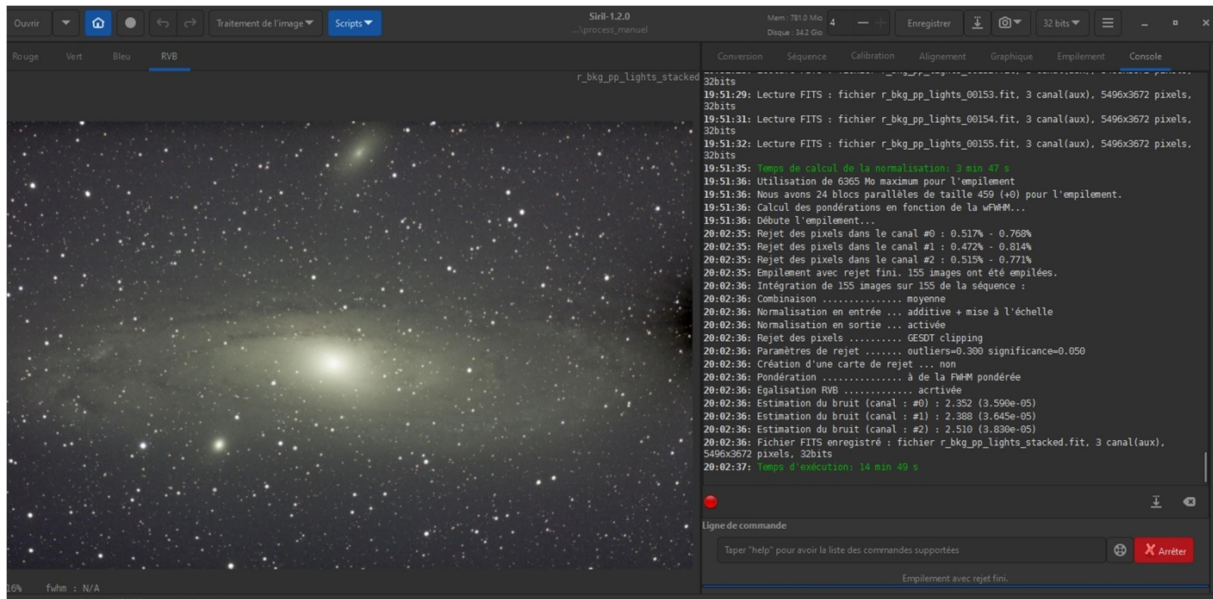 Ouvrir
Traitement de l'image
Scripts
Siril-1.2.0
...\process_manuel
Mem : 781.0 Mio
Disque : 34.2 Gio
4
Enregistrer
32 bits
Rouge
Vert
Bleu
RVB
Conversion
Séquence
Calibration
Alignement
Graphique
Empilement
Console
r_bkg_pp_lights_stacked
32bits
19:51:29: Lecture FITS : fichier r_bkg_pp_lights_00153.fit, 3 canal(aux), 5496x3672 pixels,
32bits
19:51:31: Lecture FITS : fichier r_bkg_pp_lights_00154.fit, 3 canal(aux), 5496x3672 pixels,
32bits
19:51:32: Lecture FITS : fichier r_bkg_pp_lights_00155.fit, 3 canal(aux), 5496x3672 pixels,
32bits
19:51:35: Temps de calcul de la normalisation: 3 min 47 s
19:51:36: Utilisation de 6365 Mo maximum pour l'empilement
19:51:36: Nous avons 24 blocs parallèles de taille 459 (+0) pour l'empilement.
19:51:36: Calcul des pondérations en fonction de la wFWHM...
19:51:36: Débute l'empilement...
20:02:35: Rejet des pixels dans le canal #0 : 0.517% - 0.768%
20:02:35: Rejet des pixels dans le canal #1 : 0.472% - 0.814%
20:02:35: Rejet des pixels dans le canal #2 : 0.515% - 0.771%
20:02:35: Empilement avec rejet fini. 155 images ont été empilées.
20:02:36: Intégration de 155 images sur 155 de la séquence :
20:02:36: Combinaison ............... moyenne
20:02:36: Normalisation en entrée ... additive + mise à l'échelle
20:02:36: Normalisation en sortie ... activée
20:02:36: Rejet des pixels .......... GESDT clipping
20:02:36: Paramètres de rejet ....... outliers=0.300 significance=0.050
20:02:36: Création d'une carte de rejet ... non
20:02:36: Pondération ............... à de la FWHM pondérée
20:02:36: Égalisation RVB ............. acrtivée
20:02:36: Estimation du bruit (canal : #0) : 2.352 (3.590e-05)
20:02:36: Estimation du bruit (canal : #1) : 2.388 (3.645e-05)
20:02:36: Estimation du bruit (canal : #2) : 2.510 (3.830e-05)
20:02:36: Fichier FITS enregistré : fichier r_bkg_pp_lights_stacked.fit, 3 canal(aux),
5496x3672 pixels, 32bits
20:02:37: Temps d'exécution: 14 min 49 s
Ligne de commande
Taper "help" pour avoir la liste des commandes supportées
Arrêter
Empilement avec rejet fini.
16%
fwhm : N/A